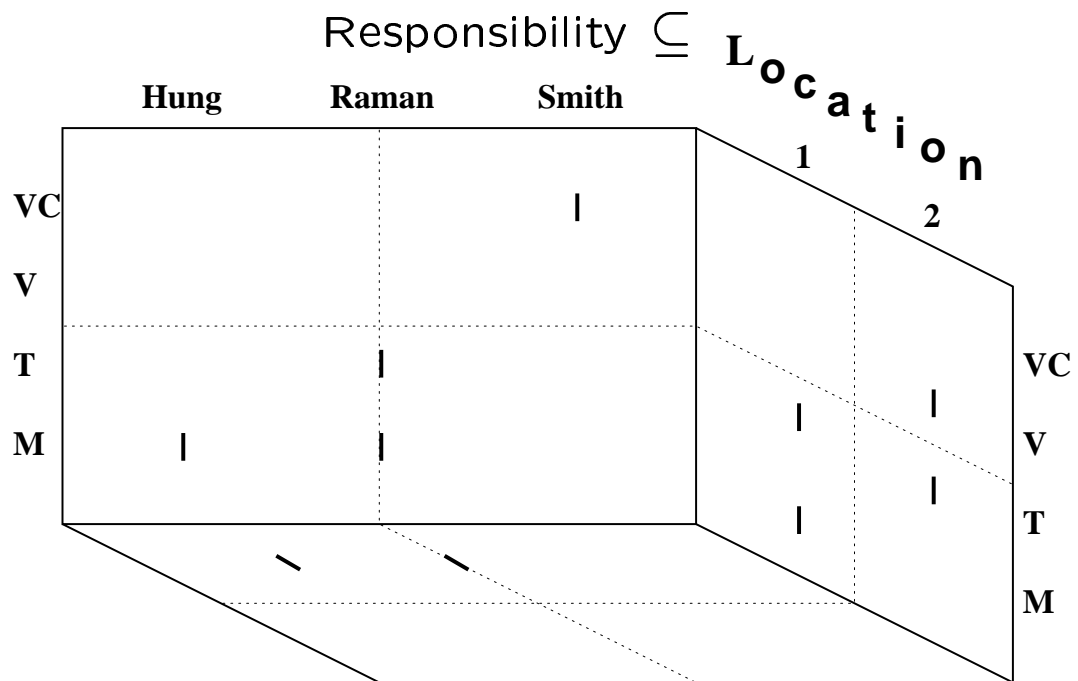 Responsibility ⊆ Location
Hung Raman Smith
1
2
VC
V
T
M
VC
V
T
M